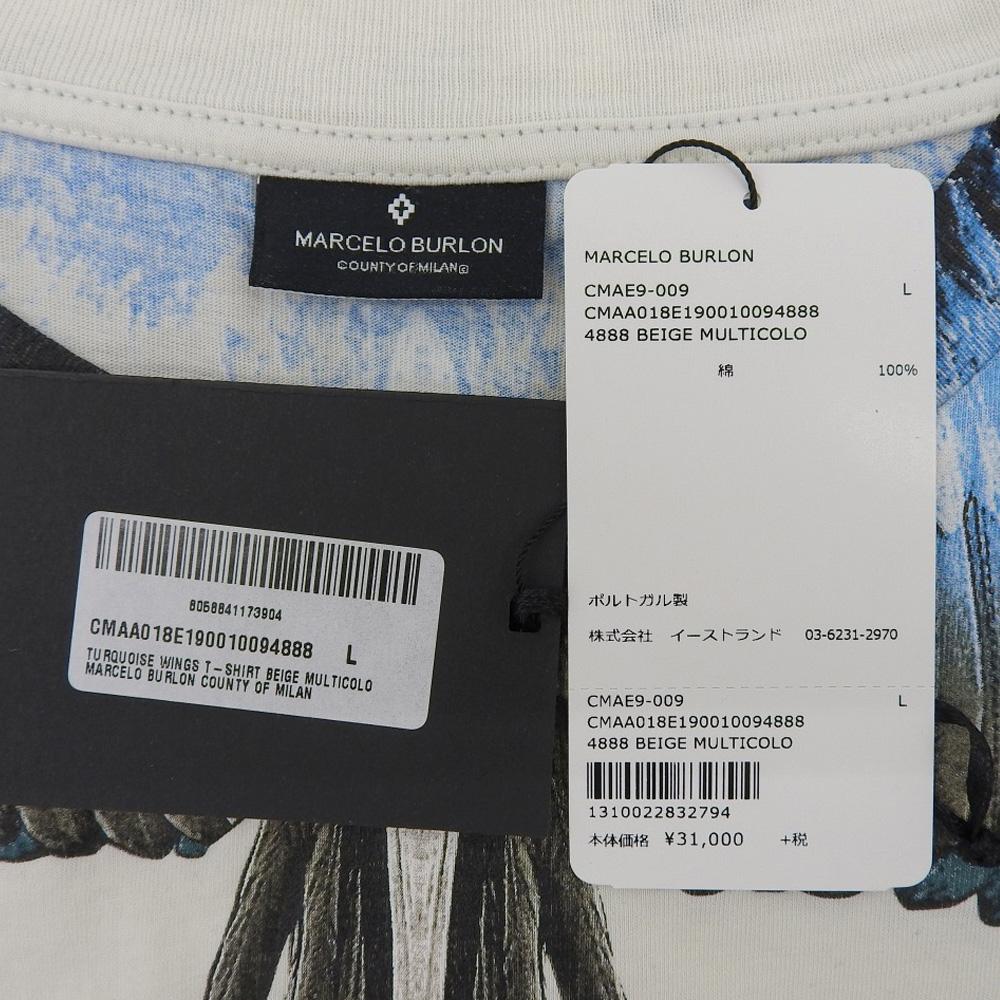 MARCELO BURLON
COUNTY OF MILAN®
MARCELO BURLON
CMAE9-009 L
CMAA018E190010094888
4888 BEIGE MULTICOLO
綿 100%
ポルトガル製
株式会社 イーストランド 03-6231-2970
CMAE9-009 L
CMAA018E190010094888
4888 BEIGE MULTICOLO
1310022832794
本体価格 ¥31,000 +税
8058841173904
CMAA018E190010094888 L
TURQUOISE WINGS T-SHIRT BEIGE MULTICOLO
MARCELO BURLON COUNTY OF MILAN